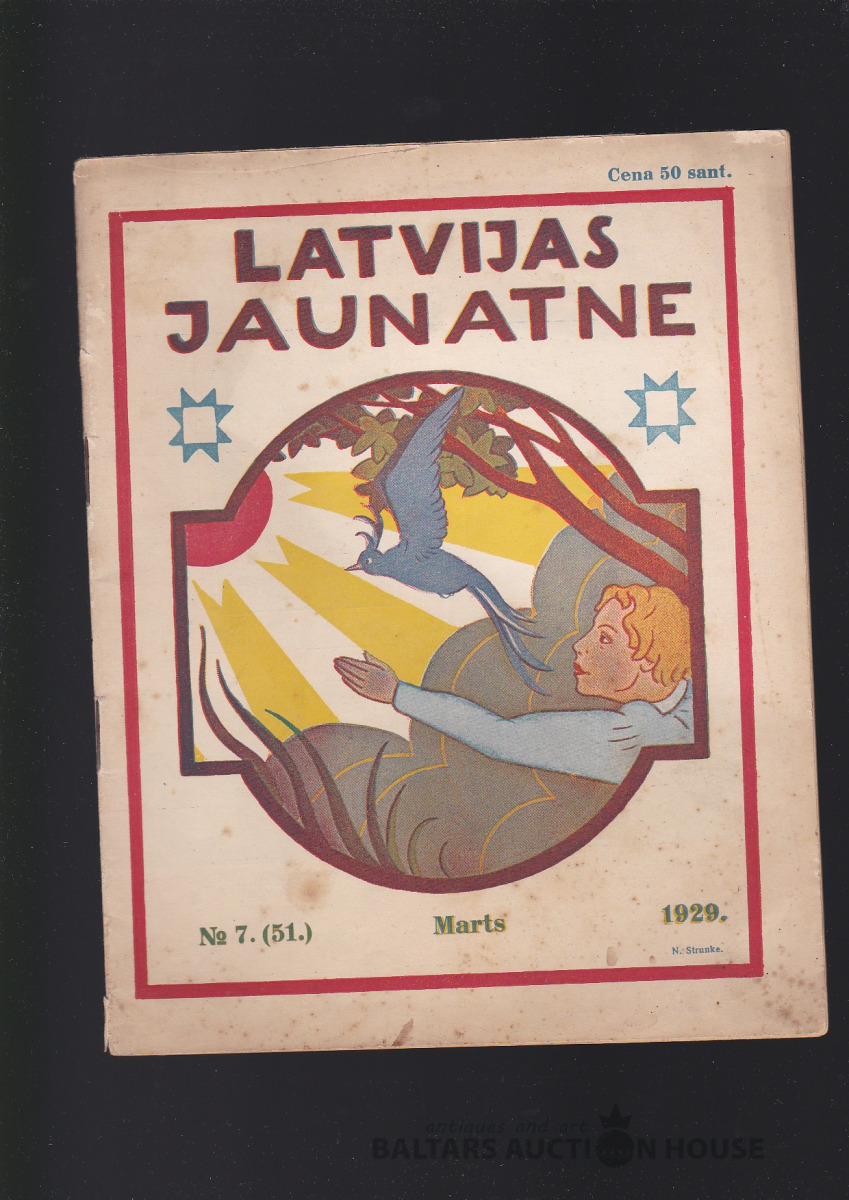 Cena 50 sant.
LATVIJAS
JAUNATNE
№ 7. (51.)
Marts
1929.
N. Strunke.
antiques and art
BALTARS AUCTION HOUSE